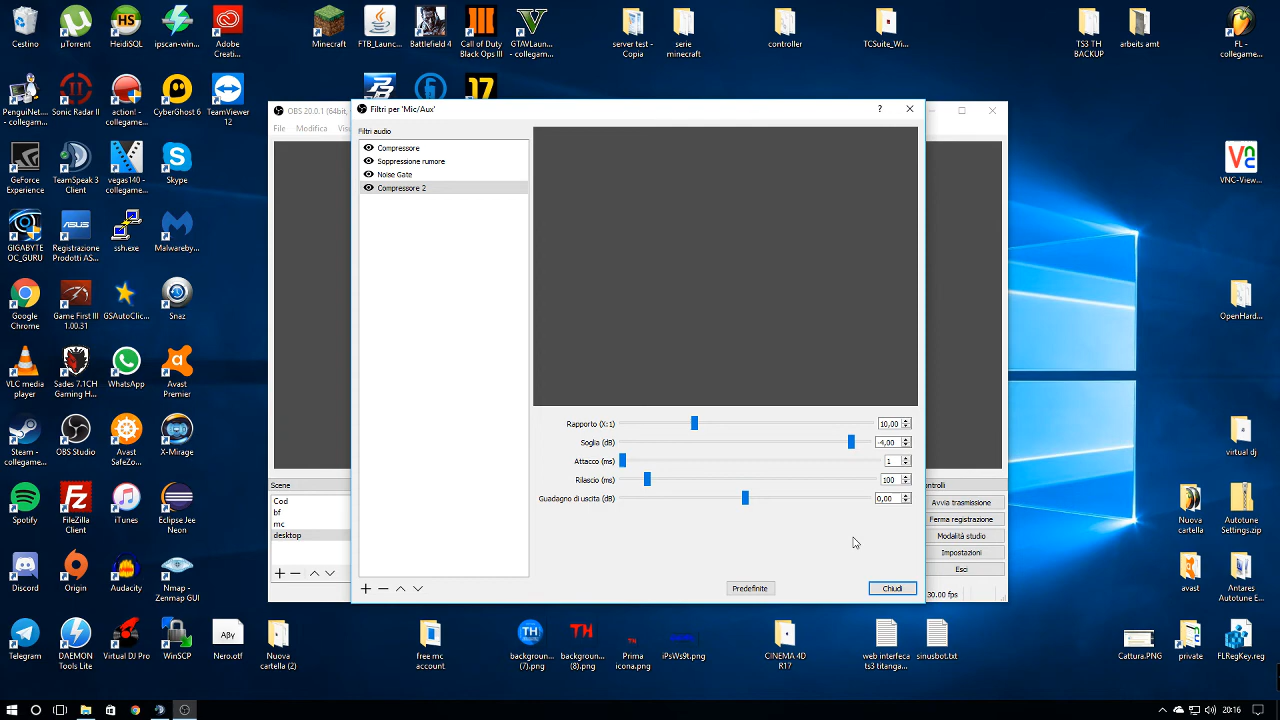 Cestino
µTorrent
HeidiSQL
ipscan-win...
Adobe
Creati...
Minecraft
FTB_Launc...
Battlefield 4
Call of Duty
Black Ops III
GTAVLaun...
- collegame...
server test -
Copia
serie
minecraft
controller
TCSuite_Wi...
TS3 TH
BACKUP
arbeits amt
FL -
collegame...
17
PenguiNet...
- collegam...
Sonic Radar II
action! -
collegame...
CyberGhost 6
TeamViewer
12
GeForce
Experience
TeamSpeak 3
Client
vegas140 -
collegame...
Skype
GIGABYTE
OC_GURU
Registrazione
Prodotti AS...
ssh.exe
Malwareby...
Google
Chrome
Game First III
1.00.31
GSAutoClic...
Snaz
VLC media
player
Sades 7.1CH
Gaming H...
WhatsApp
Avast
Premier
Steam -
collegame...
OBS Studio
Avast
SafeZo...
X-Mirage
Spotify
FileZilla
Client
iTunes
Eclipse Jee
Neon
Discord
Origin
Audacity
Nmap -
Zenmap GUI
Telegram
DAEMON
Tools Lite
Virtual DJ Pro
WinSCP
Nero.otf
Nuova
cartella (2)
free mc
account
background...
(7).png
background...
(8).png
Prima
icona.png
iPsWs9t.png
CINEMA 4D
R17
web interfeca
ts3 titanga...
sinusbot.txt
Cattura.PNG
private
FLRegKey.reg
VNC-View...
OpenHard...
virtual dj
Nuova
cartella
Autotune
Settings.zip
avast
Antares
Autotune E...
OBS 20.0.1 (64bit,
File
Modifica
Scene
Cod
bf
mc
desktop
Filtri per 'Mic/Aux'
Filtri audio
Compressore
Soppressione rumore
Noise Gate
Compressore 2
Rapporto (X:1)
10,00
Soglia (dB)
-4,00
Attacco (ms)
1
Rilascio (ms)
100
Guadagno di uscita (dB)
0,00
Predefinite
Chiudi
ontrolli
Avvia trasmissione
Ferma registrazione
Modalità studio
Impostazioni
Esci
30.00 fps
20:16